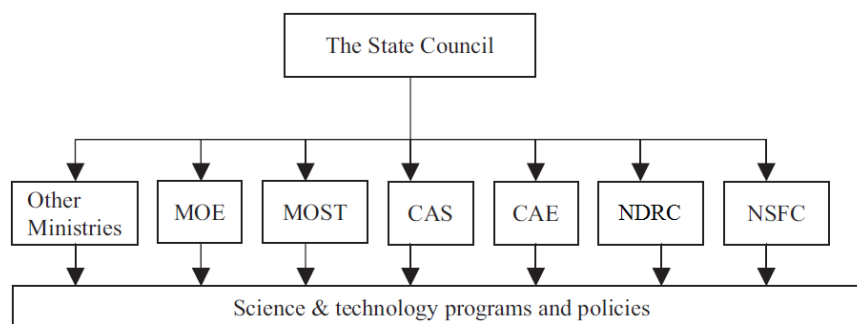 The State Council
Other
Ministries
MOE
MOST
CAS
CAE
NDRC
NSFC
Science & technology programs and policies